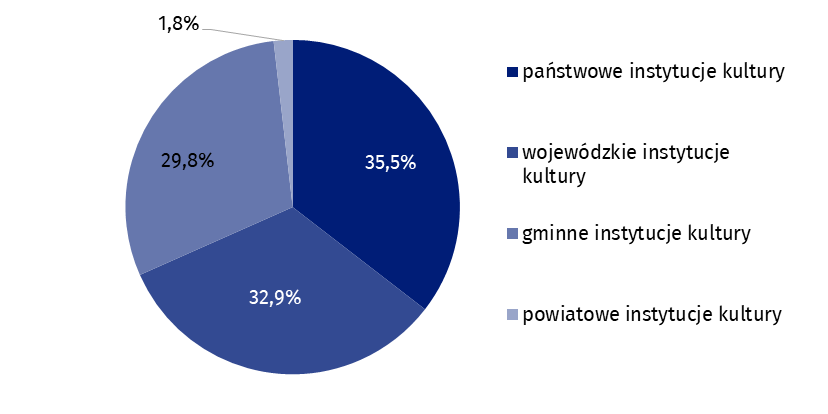 1,8%
państwowe instytucje kultury
wojewódzkie instytucje
kultury
29,8%
35,5%
gminne instytucje kultury
32,9%
powiatowe instytucje kultury